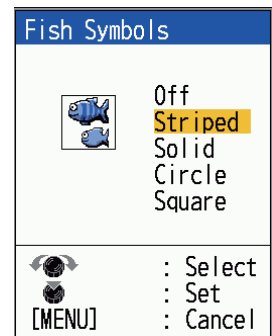 Fish Symbols
Off
Striped
Solid
Circle
Square
: Select
: Set
[MENU] : Cancel